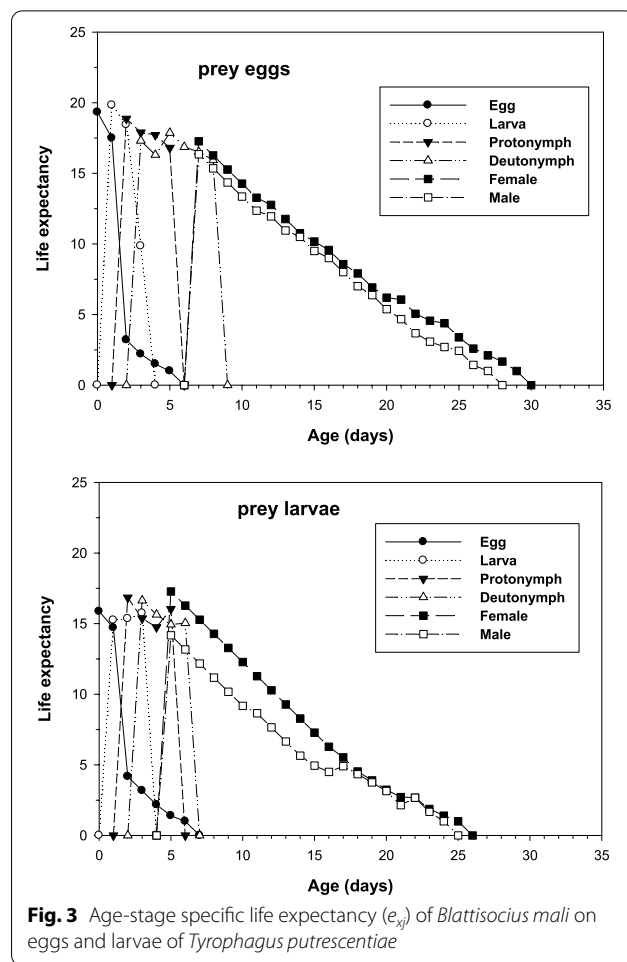 prey eggs
Egg
Larva
Protonymph
Deutonymph
Female
Male
Life expectancy
25
20
15
10
5
0
0 5 10 15 20 25 30 35
Age (days)
prey larvae
Egg
Larva
Protonymph
Deutonymph
Female
Male
Life expectancy
25
20
15
10
5
0
0 5 10 15 20 25 30 35
Age (days)
Fig. 3 Age-stage specific life expectancy (exj) of Blattisocius mali on
eggs and larvae of Tyrophagus putrescentiae